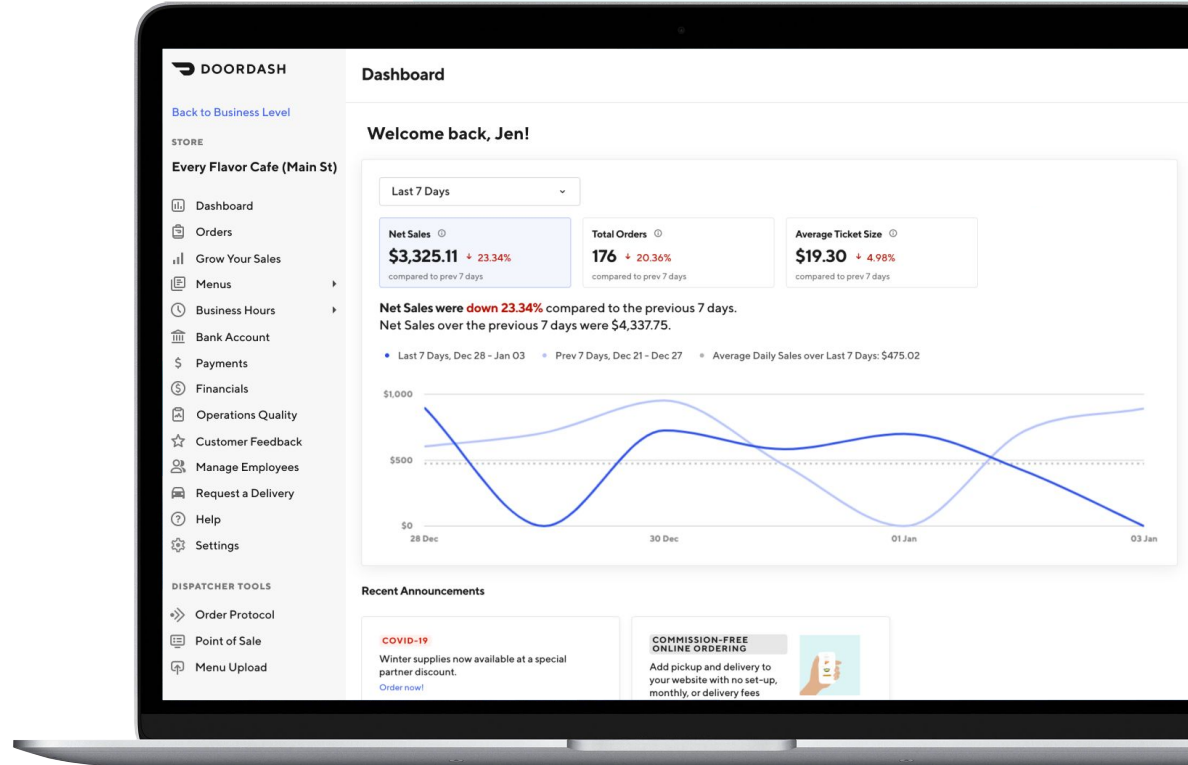 DOORDASH
Back to Business Level
STORE
Every Flavor Cafe (Main St)
Dashboard
Orders
Grow Your Sales
Menus
Business Hours
Bank Account
Payments
Financials
Operations Quality
Customer Feedback
Manage Employees
Request a Delivery
Help
Settings
DISPATCHER TOOLS
Order Protocol
Point of Sale
Menu Upload
Dashboard
Welcome back, Jen!
Last 7 Days
Net Sales
$3,325.11 ↓ 23.34%
compared to prev 7 days
Total Orders
176 ↓ 20.36%
compared to prev 7 days
Average Ticket Size
$19.30 ↓ 4.98%
compared to prev 7 days
Net Sales were down 23.34% compared to the previous 7 days.
Net Sales over the previous 7 days were $4,337.75.
Last 7 Days, Dec 28 - Jan 03 Prev 7 Days, Dec 21 - Dec 27 Average Daily Sales over Last 7 Days: $475.02
$1,000
$500
$0
28 Dec 30 Dec 01 Jan 03 Jan
Recent Announcements
COVID-19
Winter supplies now available at a special
partner discount.
Order now!
COMMISSION-FREE
ONLINE ORDERING
Add pickup and delivery to
your website with no set-up,
monthly, or delivery fees